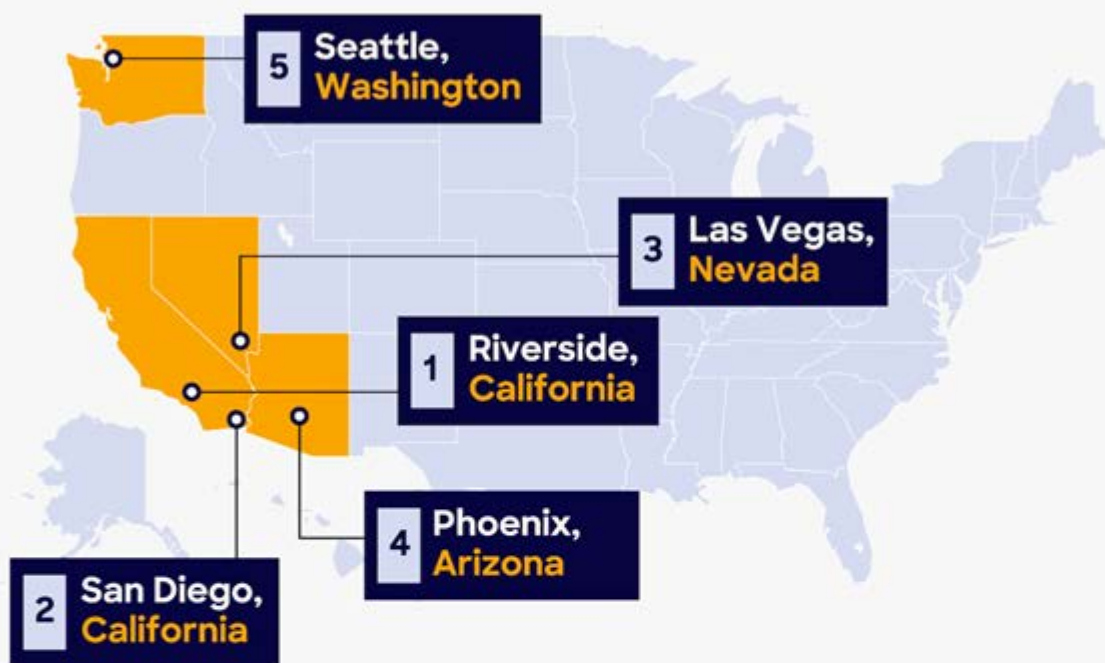 5
Seattle,
Washington
3
Las Vegas,
Nevada
1
Riverside,
California
4
Phoenix,
Arizona
2
San Diego,
California